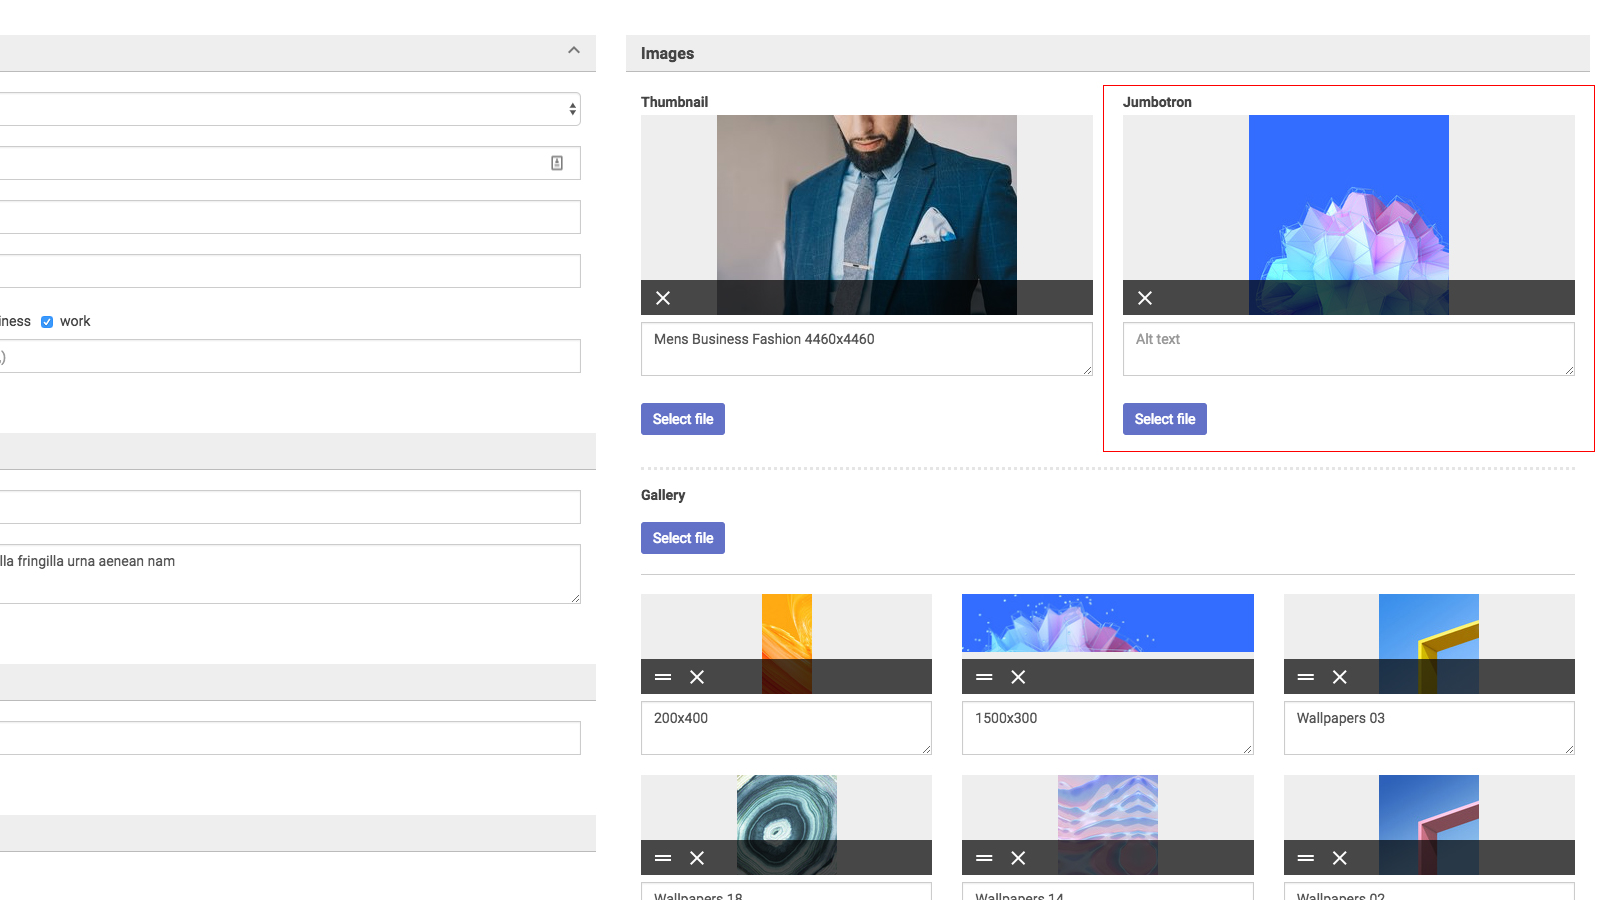 Images
Thumbnail
Jumbotron
Mens Business Fashion 4460x4460
Alt text
Select file
Select file
iness
work
.)
Gallery
Select file
lla fringilla urna aenean nam
200x400
1500x300
Wallpapers 03
Wallpapers 18
Wallpapers 14
Wallpapers 02